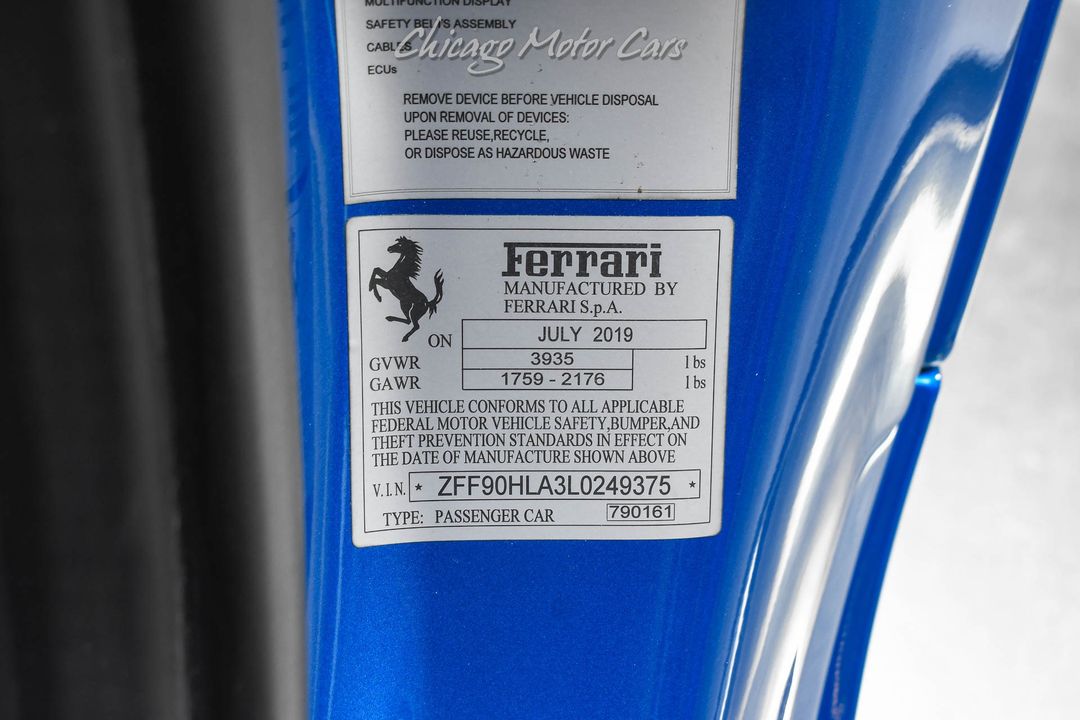 MULTIFUNCTION DISPLAY
SAFETY BELTS ASSEMBLY
CABLES
Chicago Motor Cars
ECUs
REMOVE DEVICE BEFORE VEHICLE DISPOSAL
UPON REMOVAL OF DEVICES:
PLEASE REUSE,RECYCLE,
OR DISPOSE AS HAZARDOUS WASTE
Ferrari
MANUFACTURED BY
FERRARI S.p.A.
ON JULY 2019
GVWR 3935 lbs
GAWR 1759 - 2176 lbs
THIS VEHICLE CONFORMS TO ALL APPLICABLE
FEDERAL MOTOR VEHICLE SAFETY,BUMPER,AND
THEFT PREVENTION STANDARDS IN EFFECT ON
THE DATE OF MANUFACTURE SHOWN ABOVE
V.I.N. * ZFF90HLA3L0249375 *
TYPE: PASSENGER CAR 790161